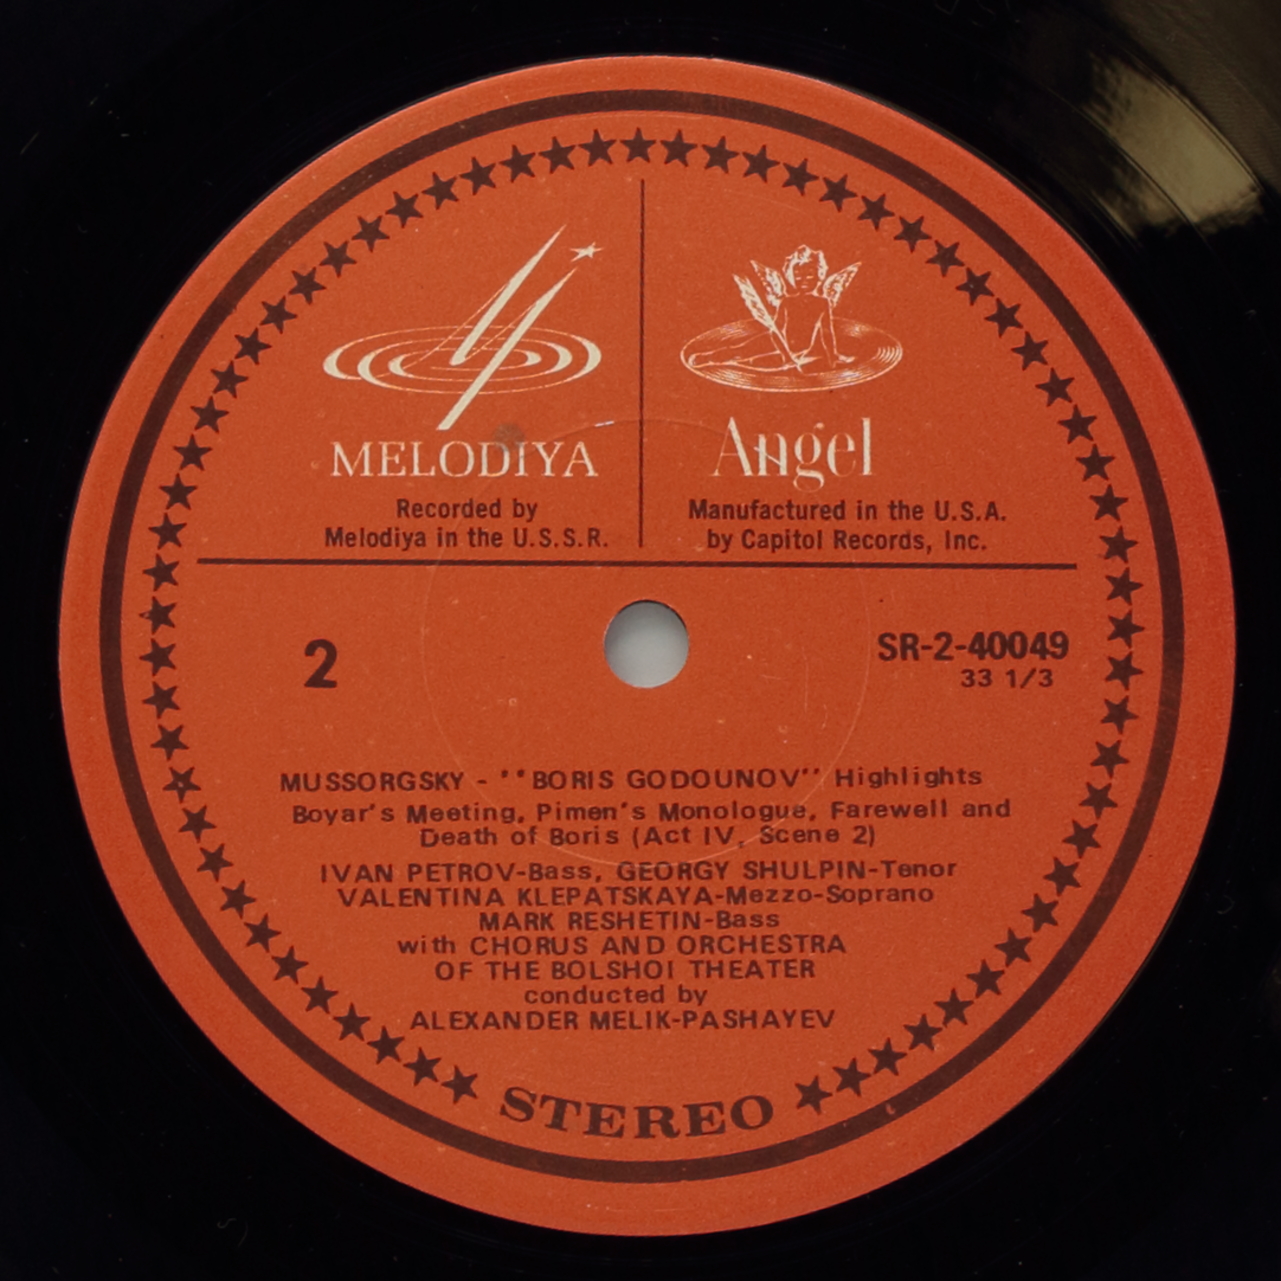 MELODIYA
Recorded by
Melodiya in the U.S.S.R.
Angel
Manufactured in the U.S.A.
by Capitol Records, Inc.
2
SR-2-40049
33 1/3
MUSSORGSKY - ''BORIS GODOUNOV'' Highlights
Boyar's Meeting, Pimen's Monologue, Farewell and
Death of Boris (Act IV, Scene 2)
IVAN PETROV-Bass, GEORGY SHULPIN-Tenor
VALENTINA KLEPATSKAYA-Mezzo-Soprano
MARK RESHETIN-Bass
with CHORUS AND ORCHESTRA
OF THE BOLSHOI THEATER
conducted by
ALEXANDER MELIK-PASHAYEV
STEREO